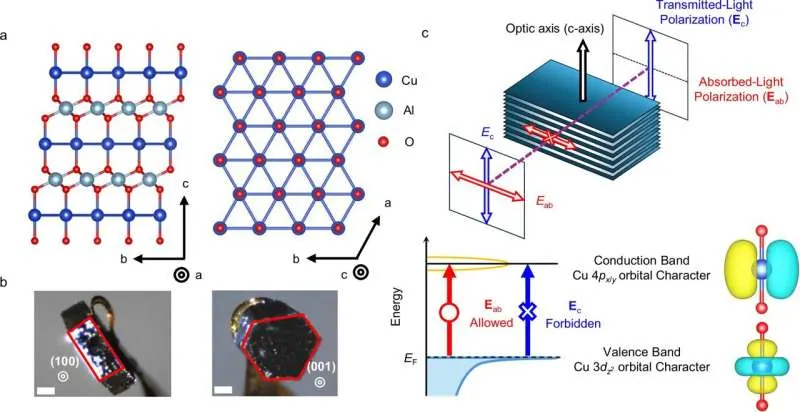 a
Cu
Al
O
c
b
a
a
b
c
b
(100)
(001)
c
Transmitted-Light
Polarization (Ec)
Optic axis (c-axis)
Absorbed-Light
Polarization (Eab)
Ec
Eab
Energy
EF
Eab
Allowed
Ec
Forbidden
Conduction Band
Cu 4px/y orbital Character
Valence Band
Cu 3dz2 orbital Character